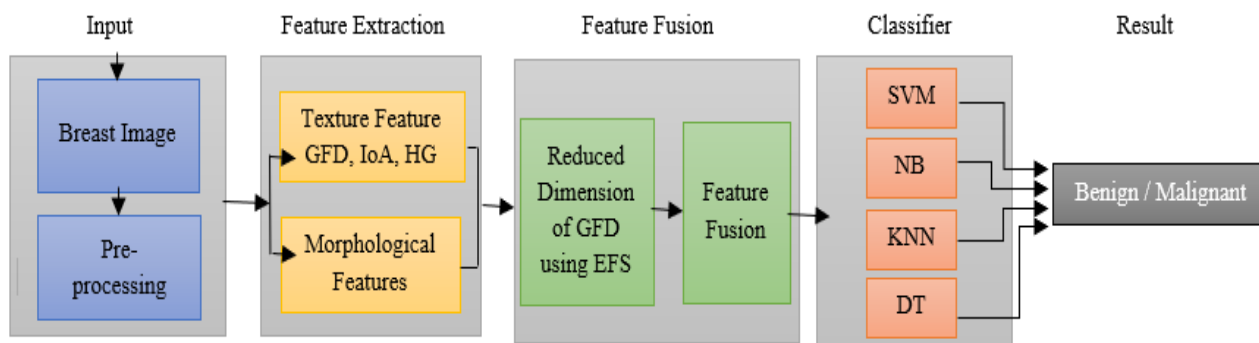 Input
Feature Extraction
Feature Fusion
Classifier
Result
Breast Image
Pre-
processing
Texture Feature
GFD, IoA, HG
Morphological
Features
Reduced
Dimension
of GFD
using EFS
Feature
Fusion
SVM
NB
KNN
DT
Benign / Malignant